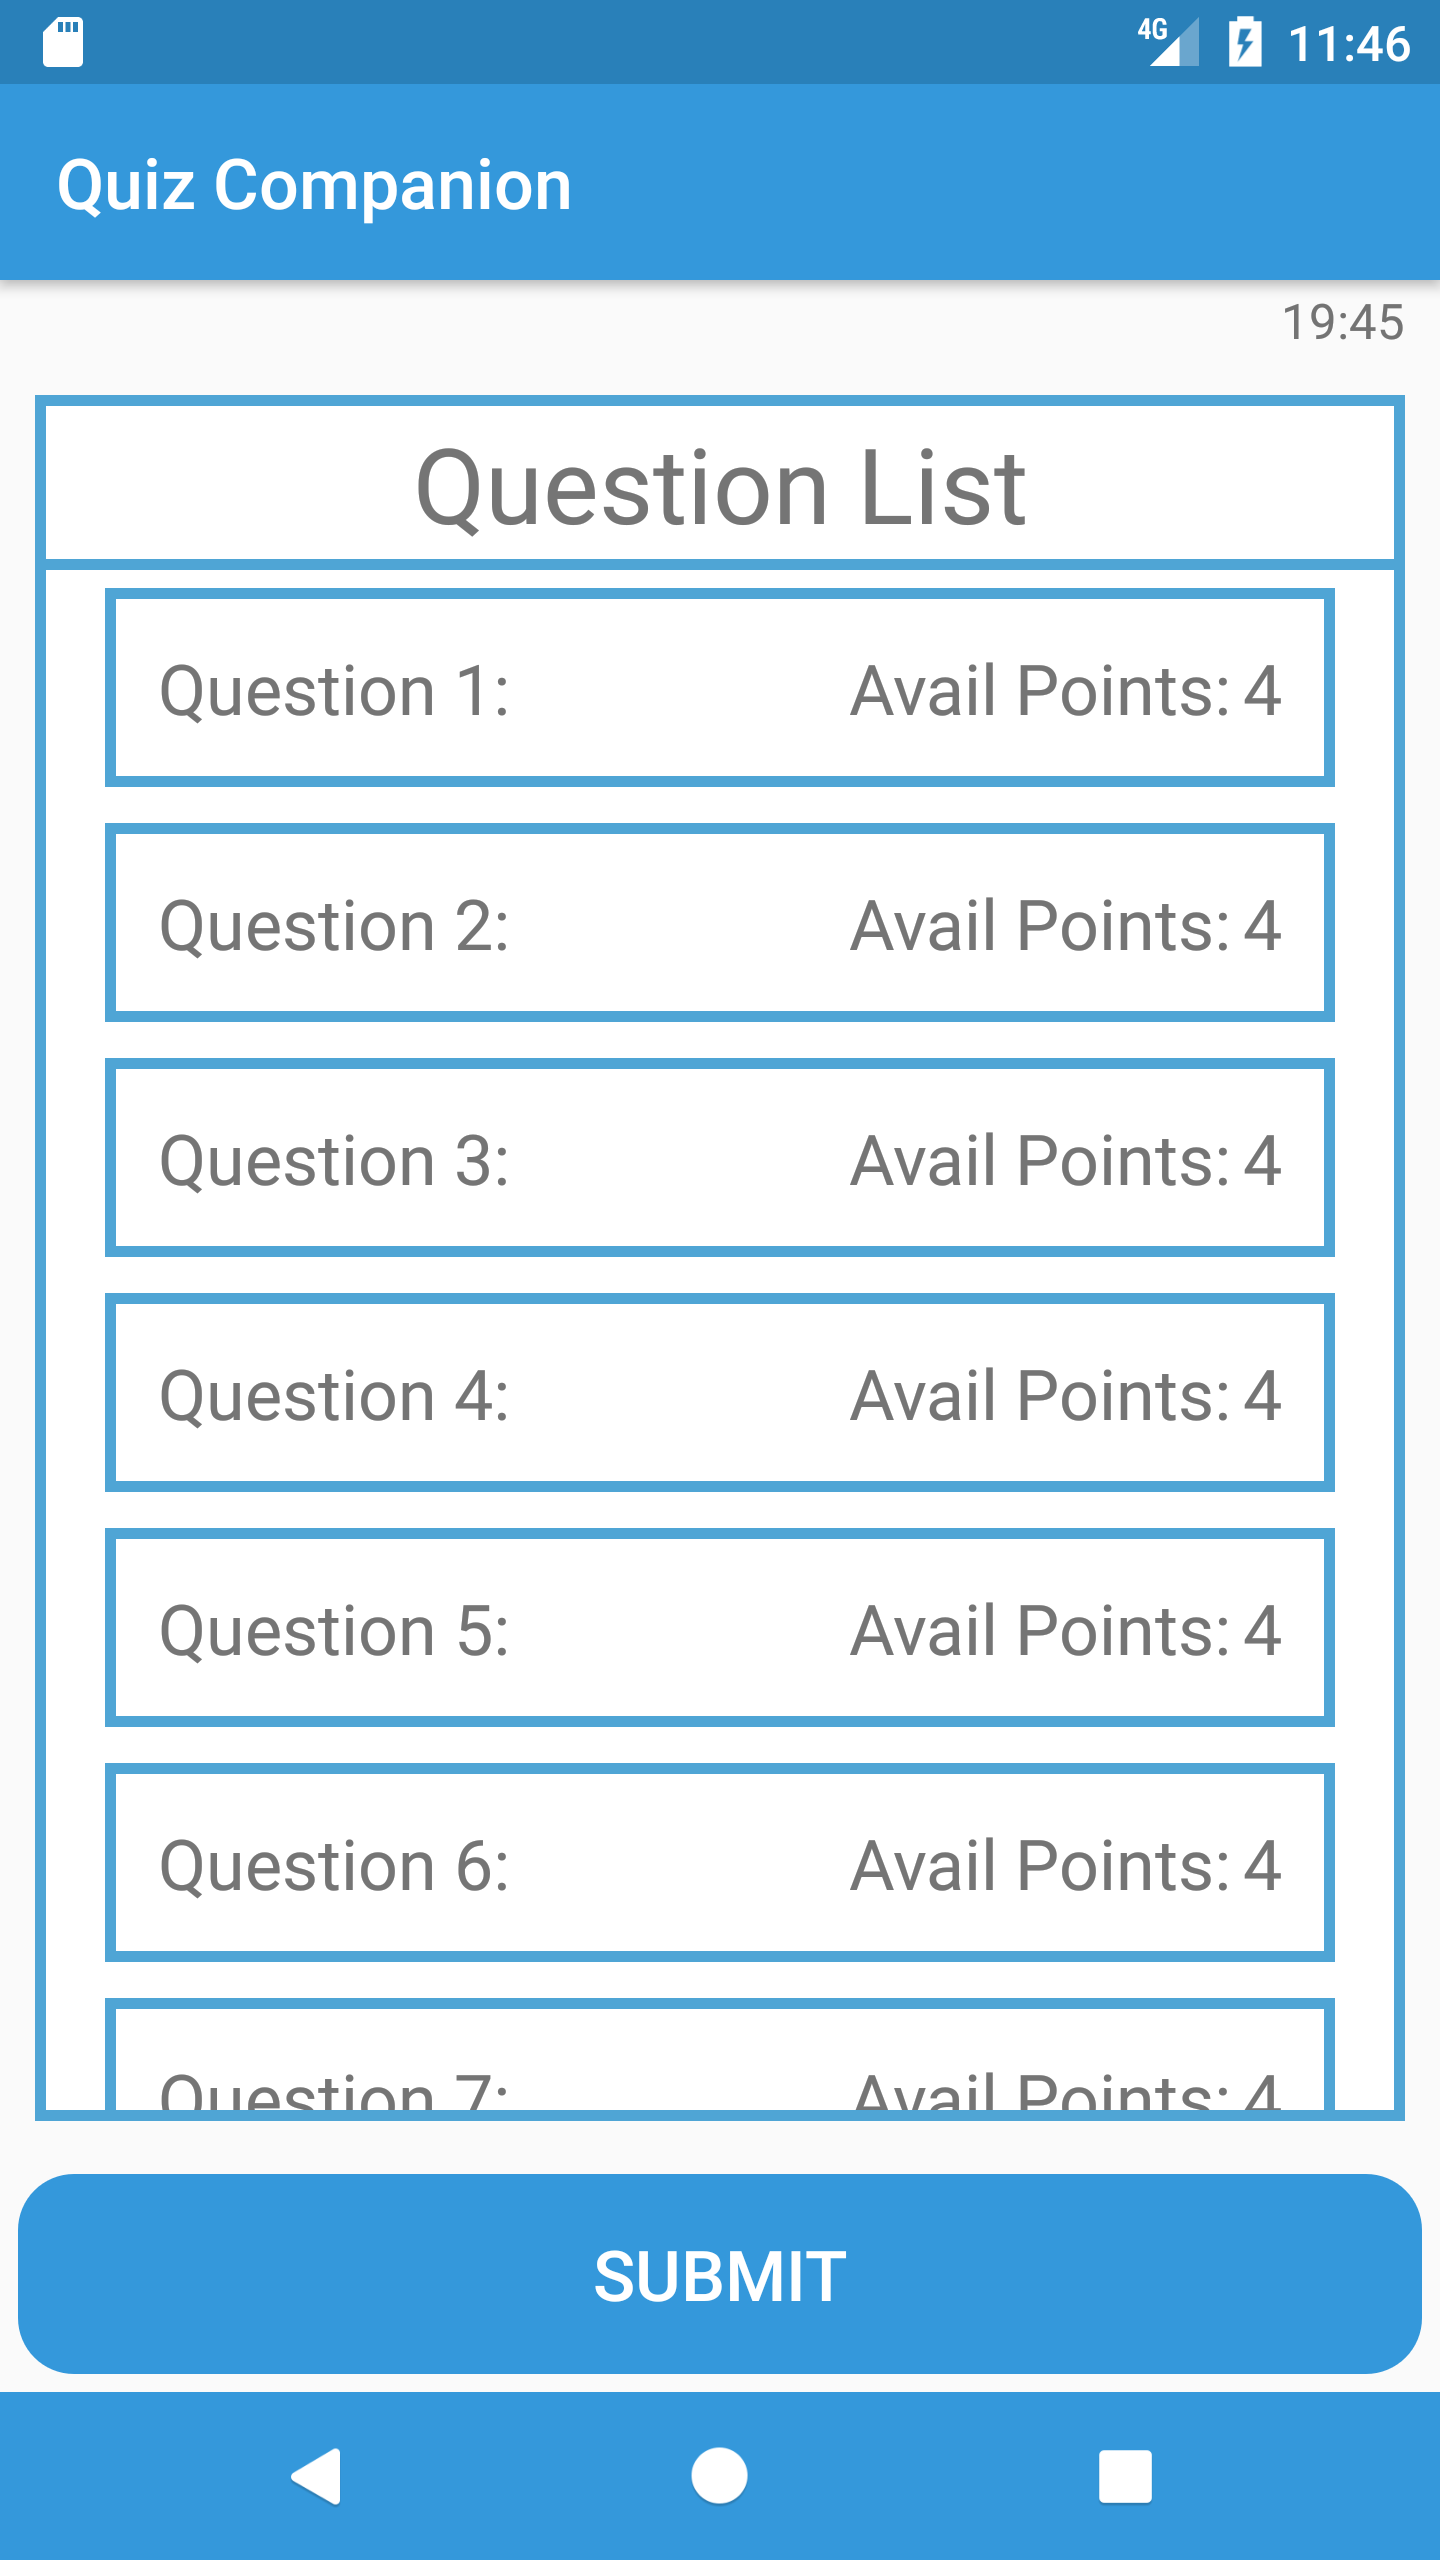 4G 11:46
Quiz Companion
19:45
Question List
Question 1: Avail Points: 4
Question 2: Avail Points: 4
Question 3: Avail Points: 4
Question 4: Avail Points: 4
Question 5: Avail Points: 4
Question 6: Avail Points: 4
Question 7: Avail Points: 4
SUBMIT